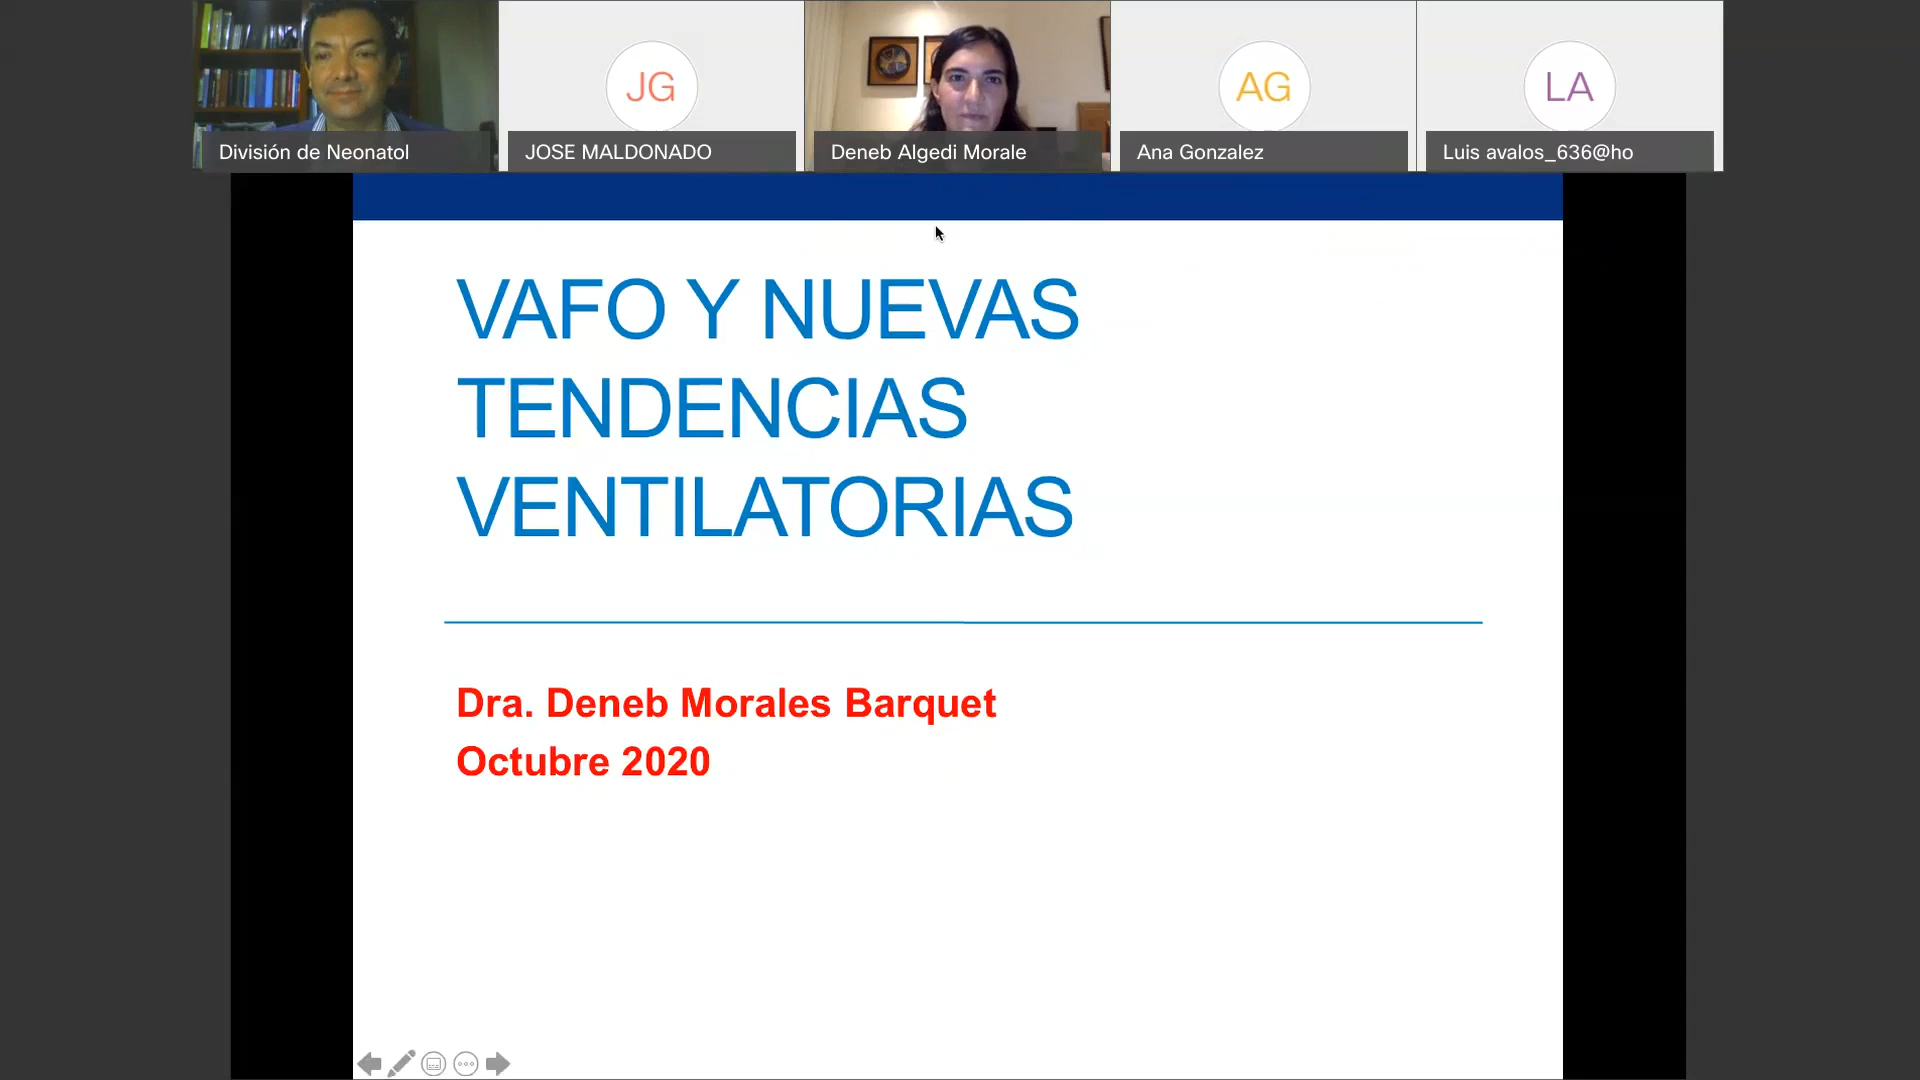 División de Neonatol
JG
JOSE MALDONADO
Deneb Algedi Morale
AG
Ana Gonzalez
LA
Luis avalos_636@ho
VAFO Y NUEVAS
TENDENCIAS
VENTILATORIAS
Dra. Deneb Morales Barquet
Octubre 2020